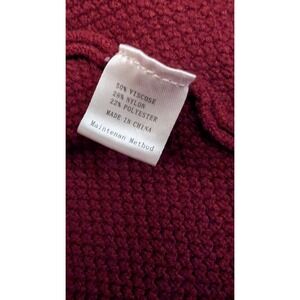 50% VISCOSE
28% NYLON
22% POLYESTER
MADE IN CHINA
Maintenan Method